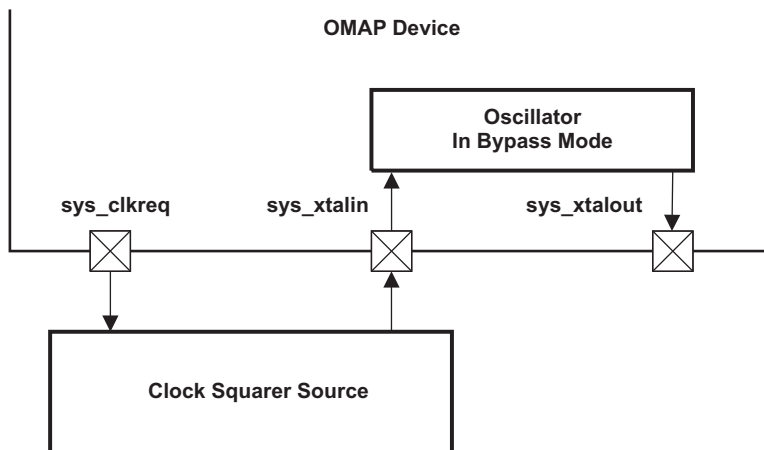 OMAP Device
Oscillator
In Bypass Mode
sys_clkreq
sys_xtalin
sys_xtalout
Clock Squarer Source